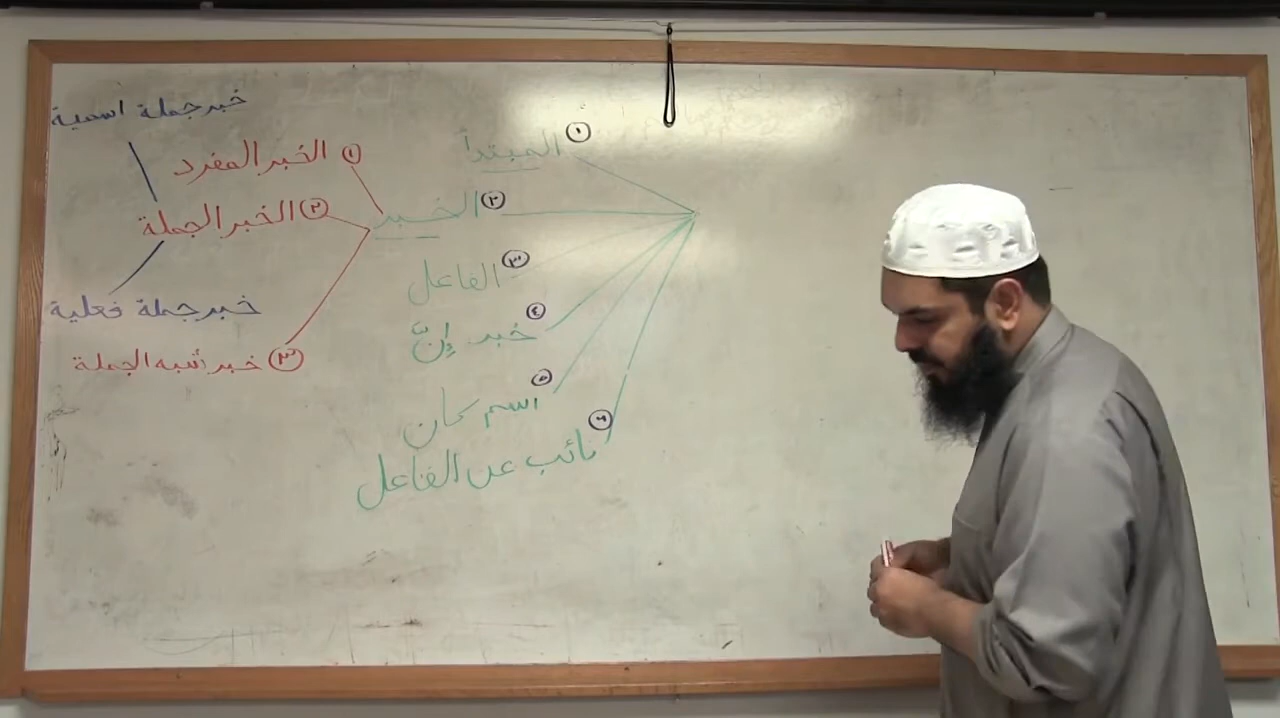 ١ المبتدأ
٢ الخبر
٣ الفاعل
٤ خبر إنّ
٥ اسم كان
٦ نائب عن الفاعل
١ الخبر المفرد
٢ الخبر الجملة
٣ خبر شبه الجملة
خبر جملة اسمية
خبر جملة فعلية